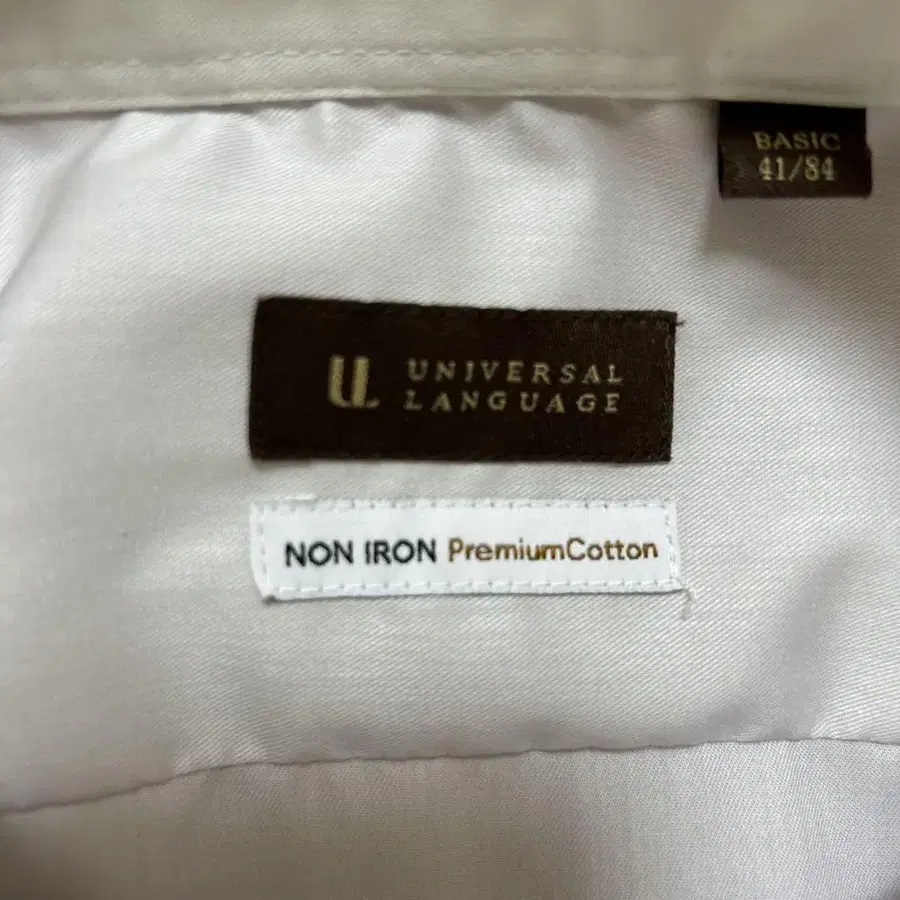 BASIC
41/84
UL UNIVERSAL
LANGUAGE
NON IRON PremiumCotton